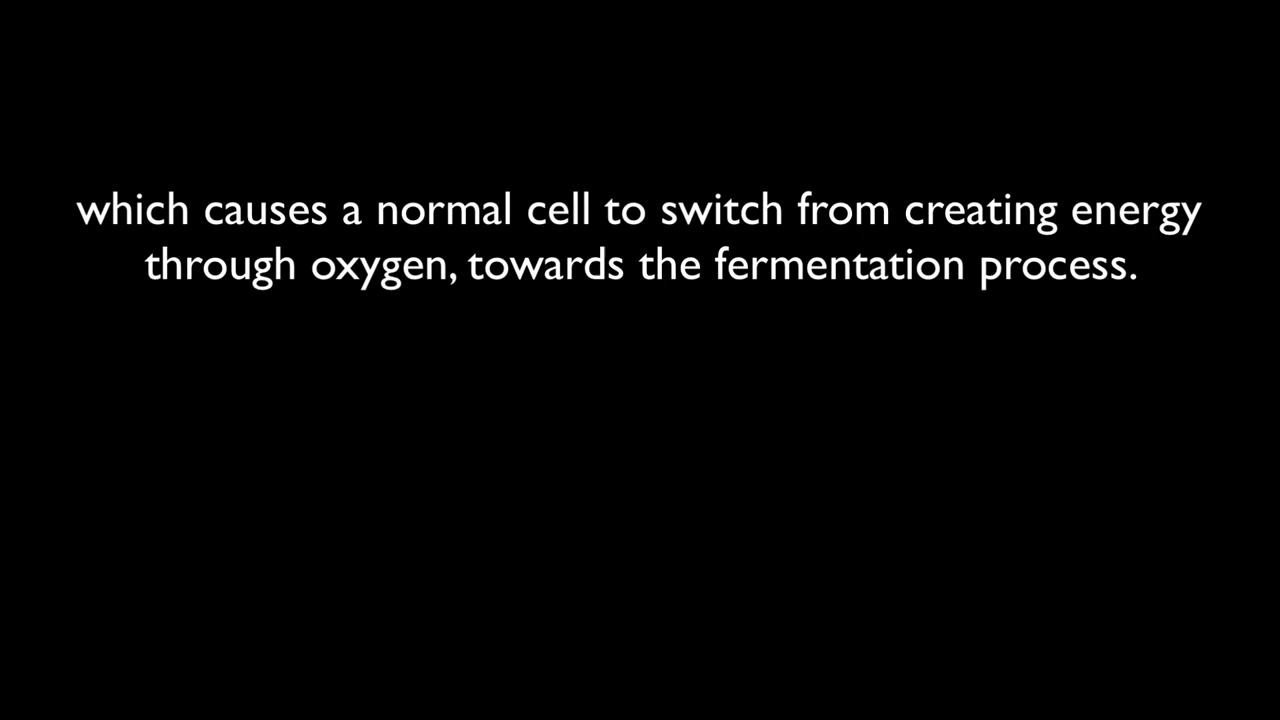 which causes a normal cell to switch from creating energy
through oxygen, towards the fermentation process.